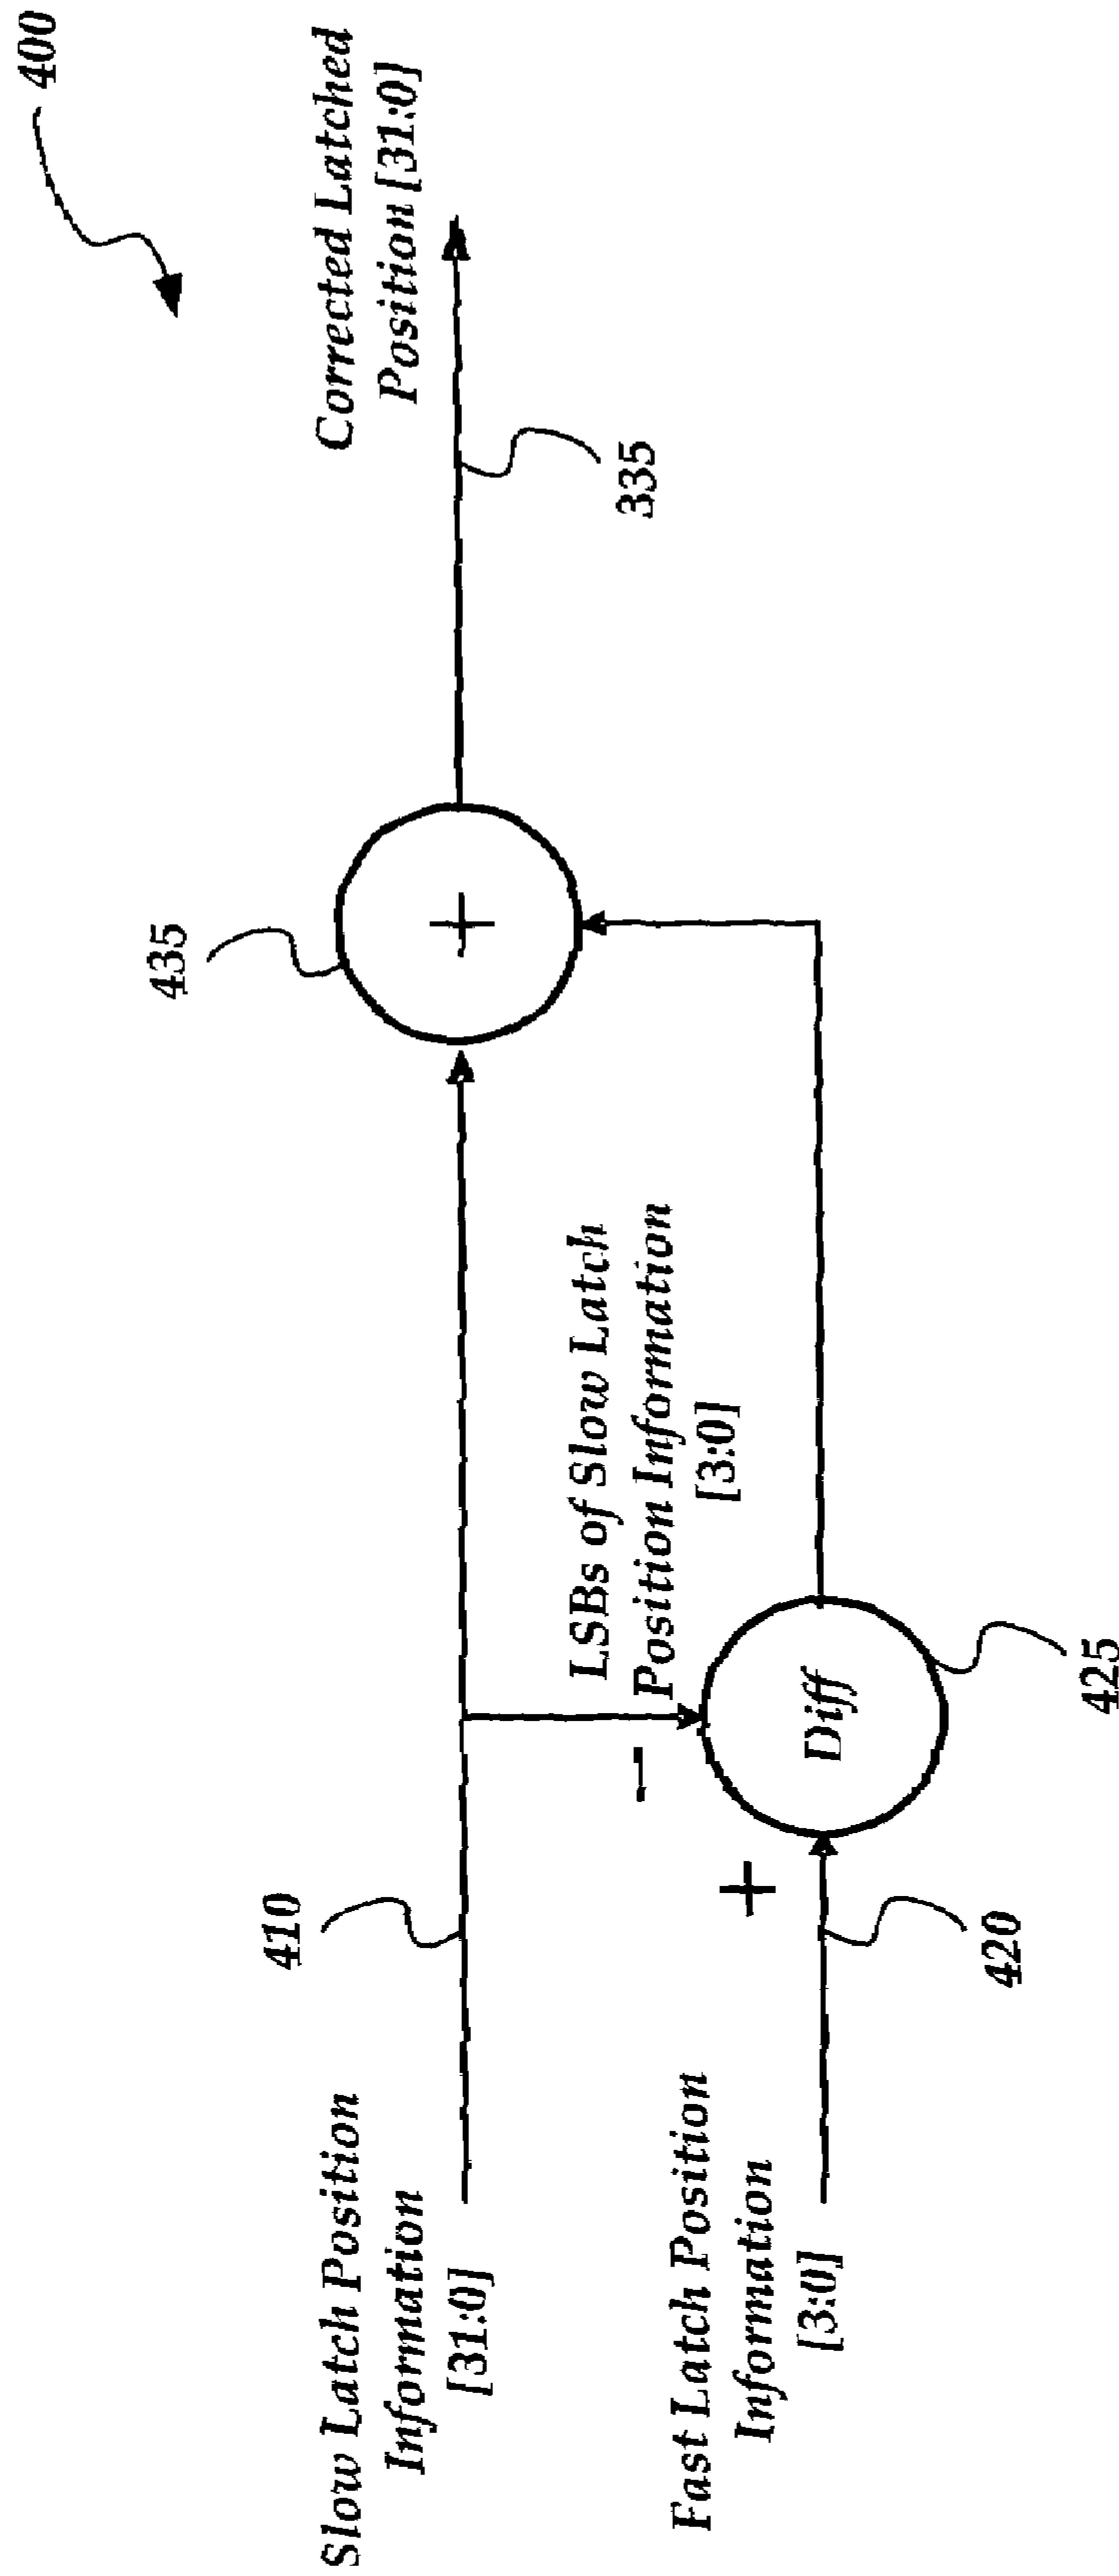 400
Corrected Latched
Position [31:0]
335
435
LSBs of Slow Latch
Position Information
[3:0]
+
Diff
425
−
+
410
420
Slow Latch Position
Information
[31:0]
Fast Latch Position
Information
[3:0]